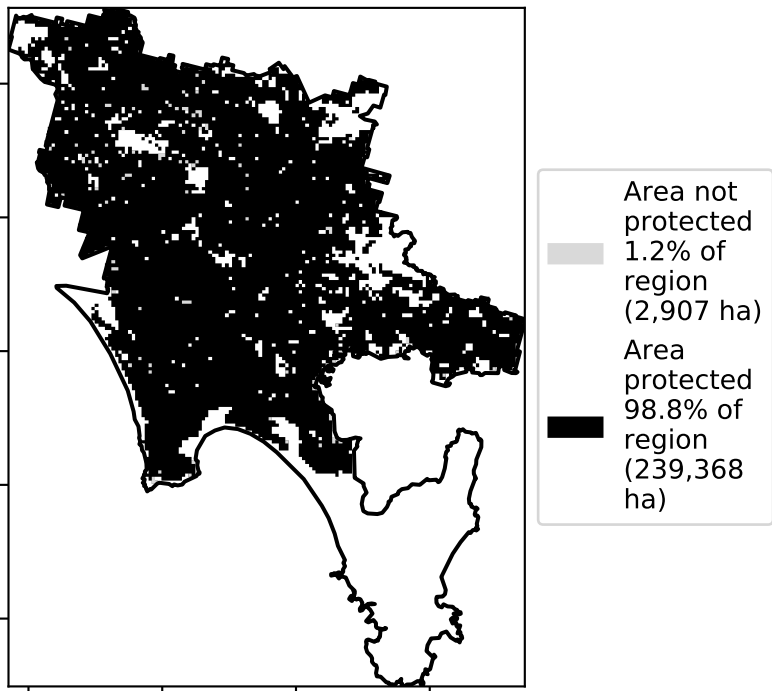 Area not
protected
1.2% of
region
(2,907 ha)
Area
protected
98.8% of
region
(239,368
ha)